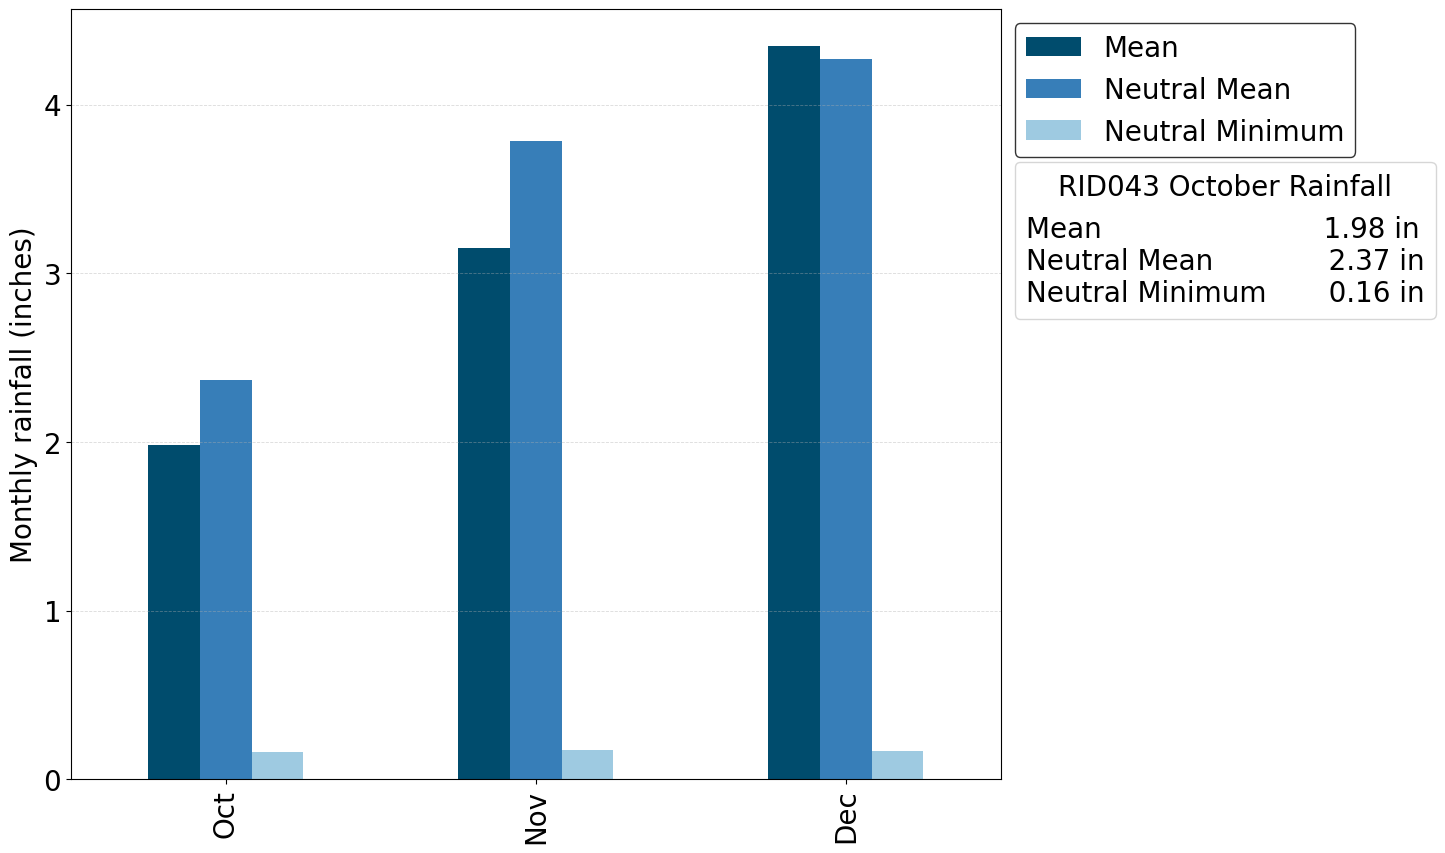 Monthly rainfall (inches)
4
3
2
1
0
Oct
Nov
Dec
Mean
Neutral Mean
Neutral Minimum
RID043 October Rainfall
Mean 1.98 in
Neutral Mean 2.37 in
Neutral Minimum 0.16 in